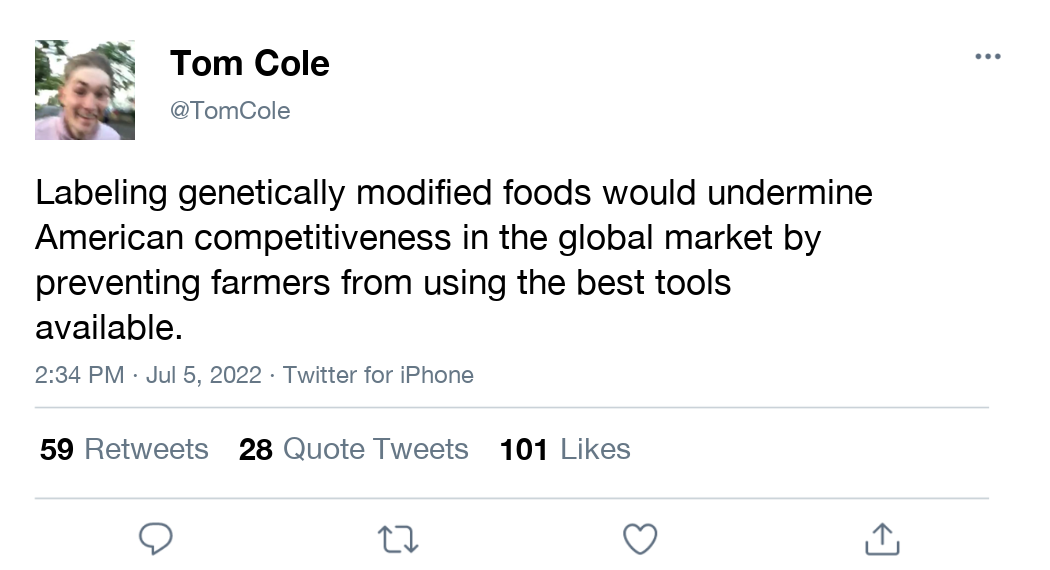 Tom Cole
@TomCole
Labeling genetically modified foods would undermine
American competitiveness in the global market by
preventing farmers from using the best tools
available.
2:34 PM · Jul 5, 2022 · Twitter for iPhone
59 Retweets 28 Quote Tweets 101 Likes